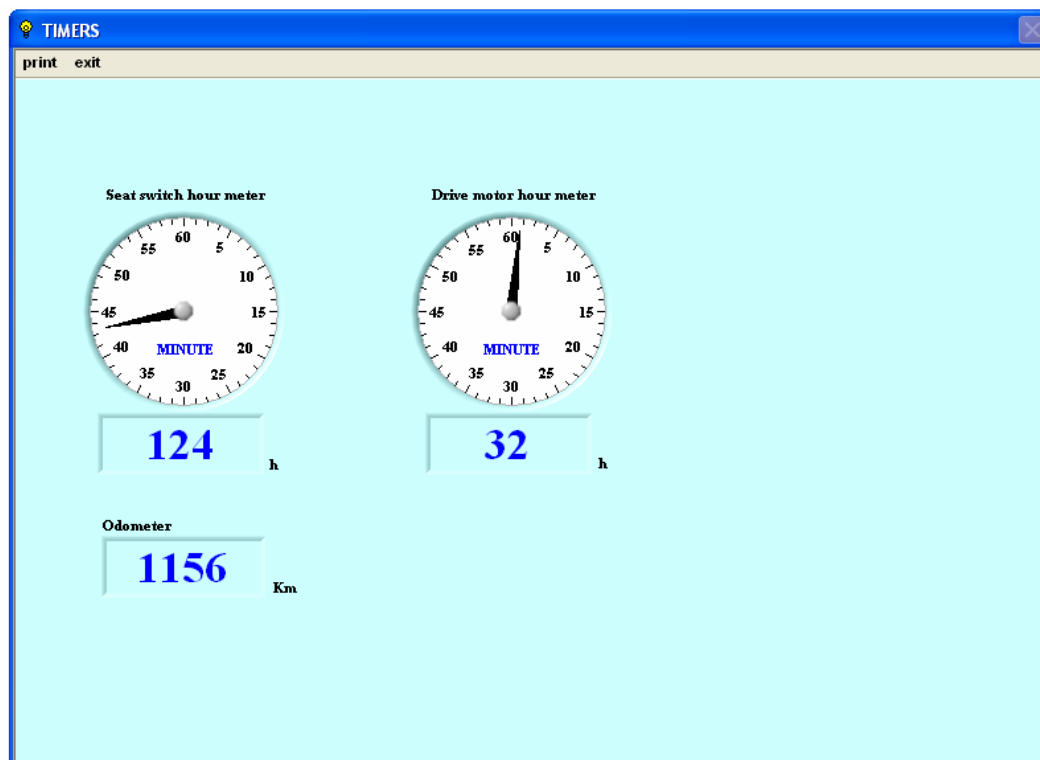 TIMERS
print exit
Seat switch hour meter
60
5
10
15
20
25
30
35
40
45
50
55
MINUTE
124
h
Drive motor hour meter
60
5
10
15
20
25
30
35
40
45
50
55
MINUTE
32
h
Odometer
1156
Km